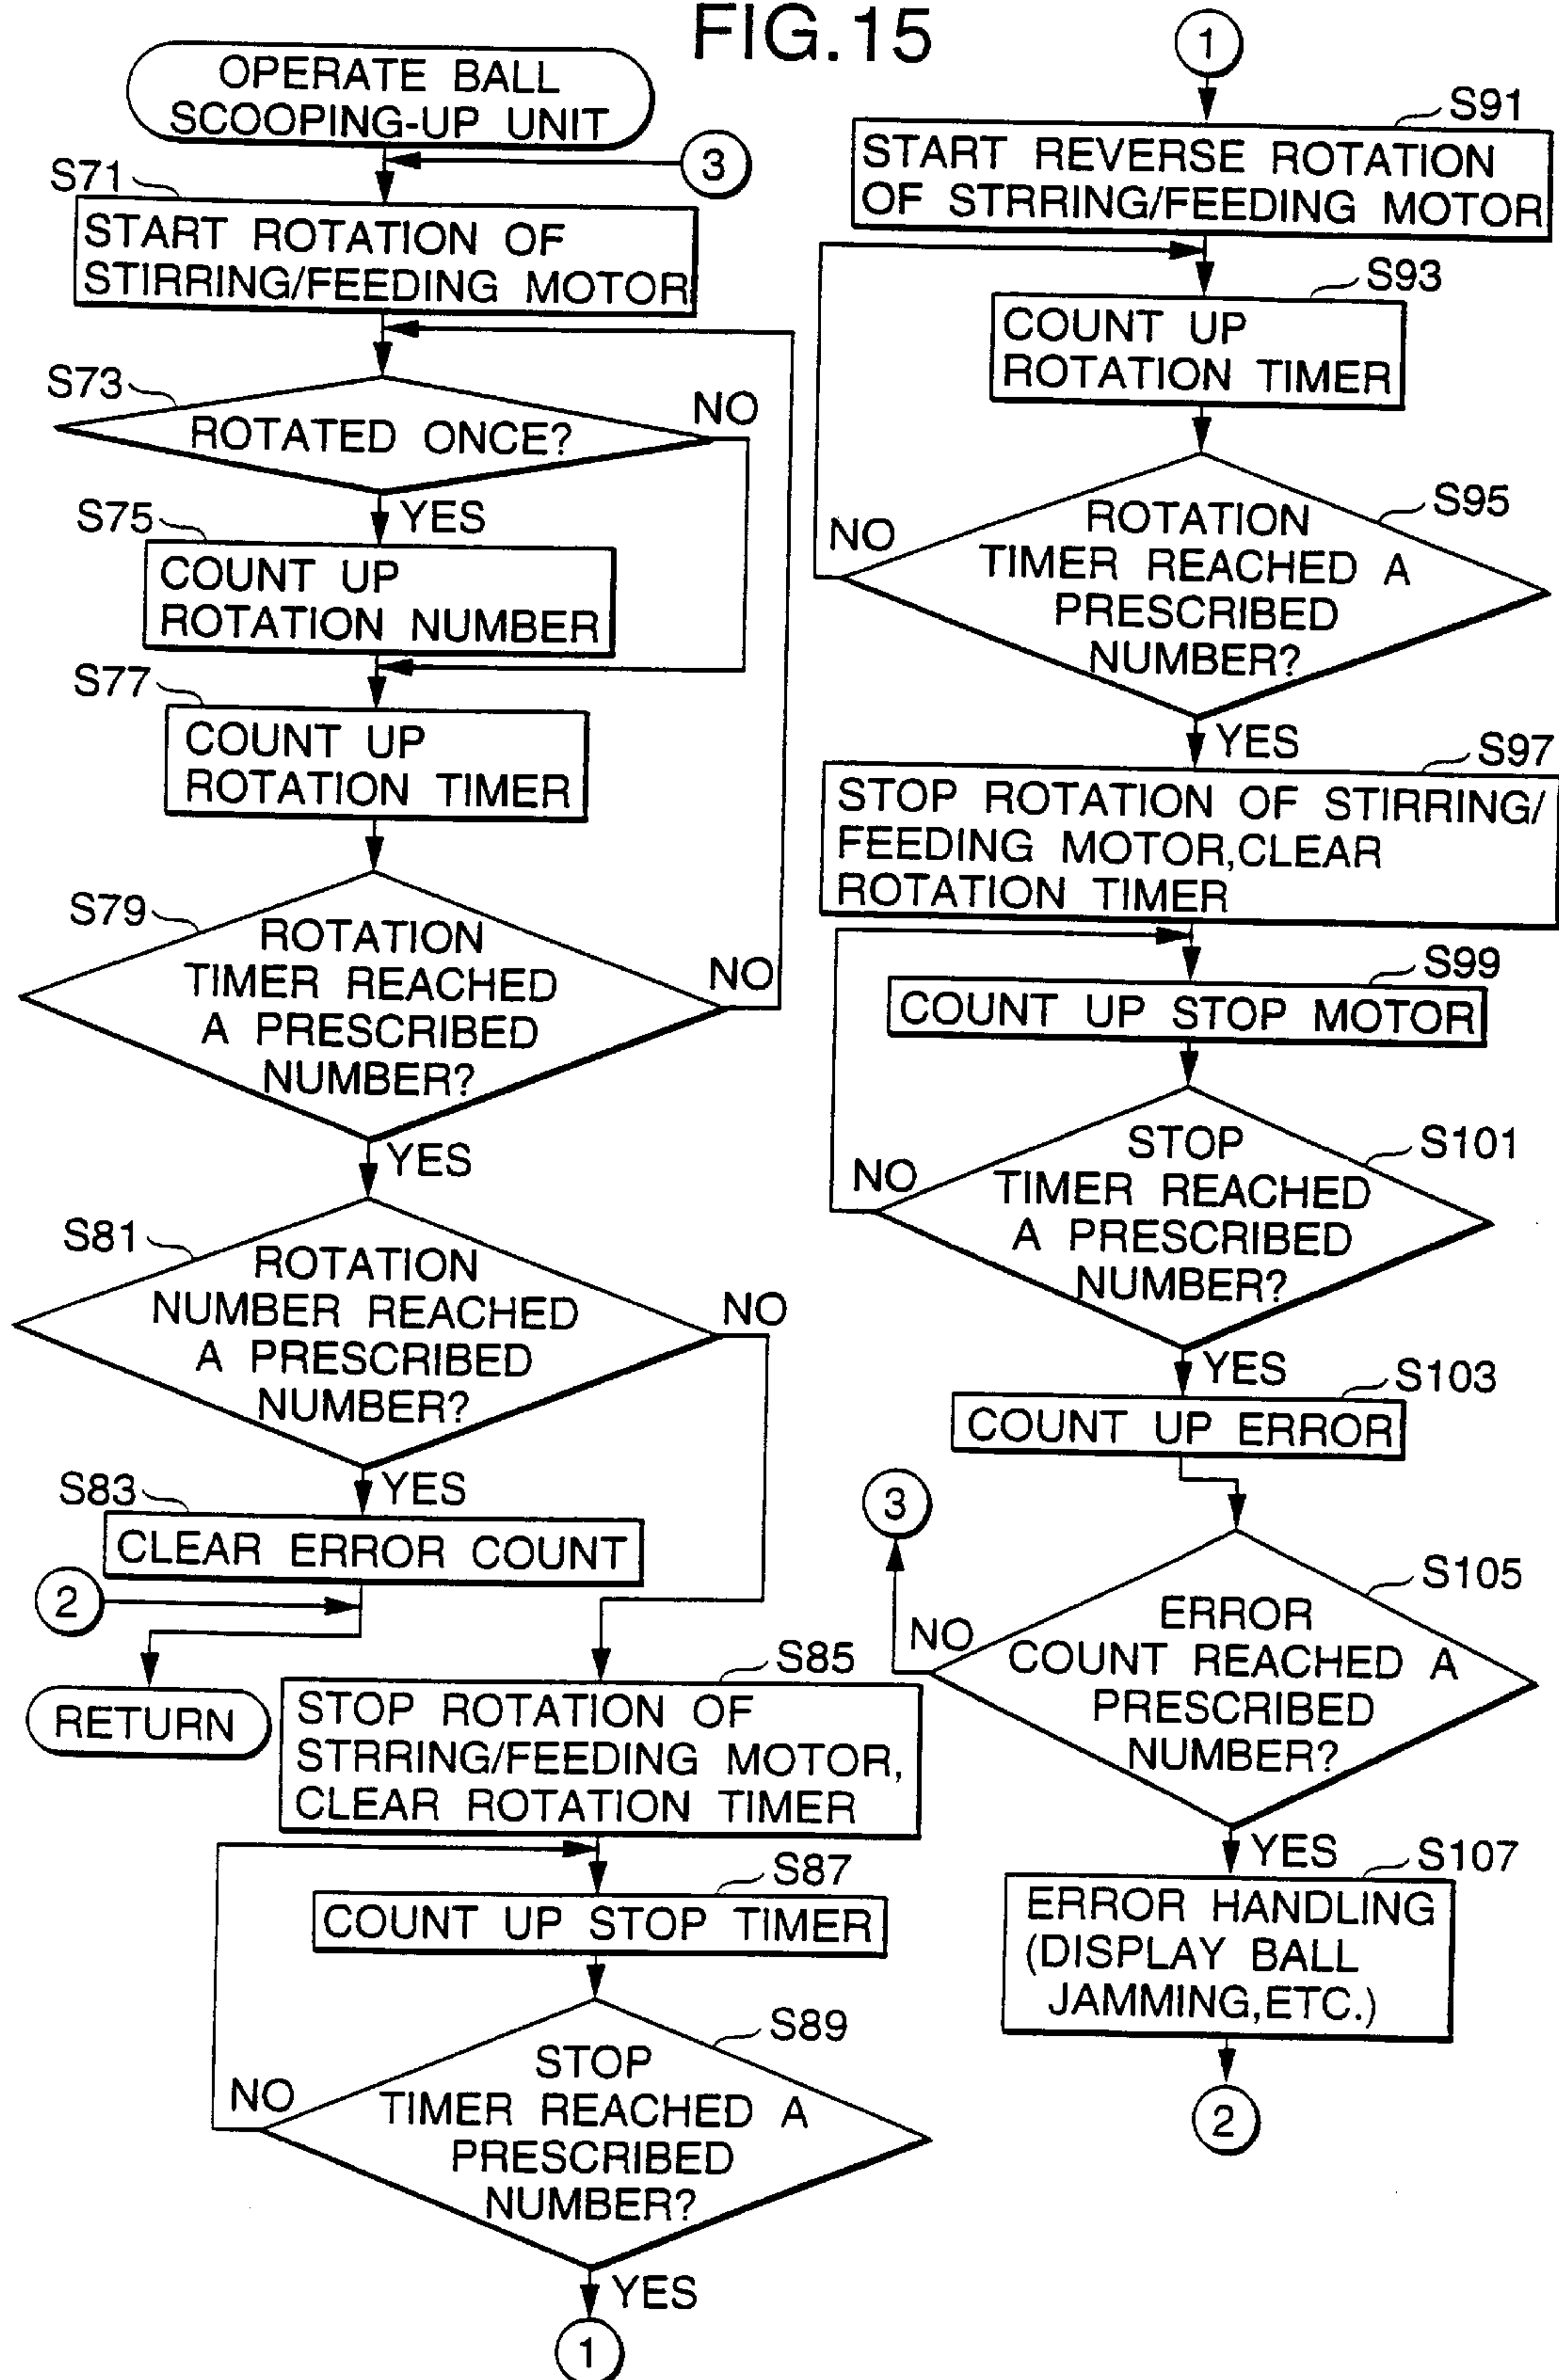 FIG.15
OPERATE BALL
SCOOPING-UP UNIT
3
S71
START ROTATION OF
STIRRING/FEEDING MOTOR
S73
ROTATED ONCE?
NO
YES
S75
COUNT UP
ROTATION NUMBER
S77
COUNT UP
ROTATION TIMER
S79
ROTATION
TIMER REACHED
A PRESCRIBED
NUMBER?
NO
YES
S81
ROTATION
NUMBER REACHED
A PRESCRIBED
NUMBER?
NO
YES
S83
CLEAR ERROR COUNT
2
RETURN
S85
STOP ROTATION OF
STRRING/FEEDING MOTOR,
CLEAR ROTATION TIMER
S87
COUNT UP STOP TIMER
S89
STOP
TIMER REACHED A
PRESCRIBED
NUMBER?
NO
YES
1
1
S91
START REVERSE ROTATION
OF STRRING/FEEDING MOTOR
S93
COUNT UP
ROTATION TIMER
S95
ROTATION
TIMER REACHED A
PRESCRIBED
NUMBER?
NO
YES
S97
STOP ROTATION OF STIRRING/
FEEDING MOTOR,CLEAR
ROTATION TIMER
S99
COUNT UP STOP MOTOR
S101
STOP
TIMER REACHED
A PRESCRIBED
NUMBER?
NO
YES
S103
COUNT UP ERROR
3
S105
ERROR
COUNT REACHED A
PRESCRIBED
NUMBER?
NO
YES
S107
ERROR HANDLING
(DISPLAY BALL
JAMMING,ETC.)
2